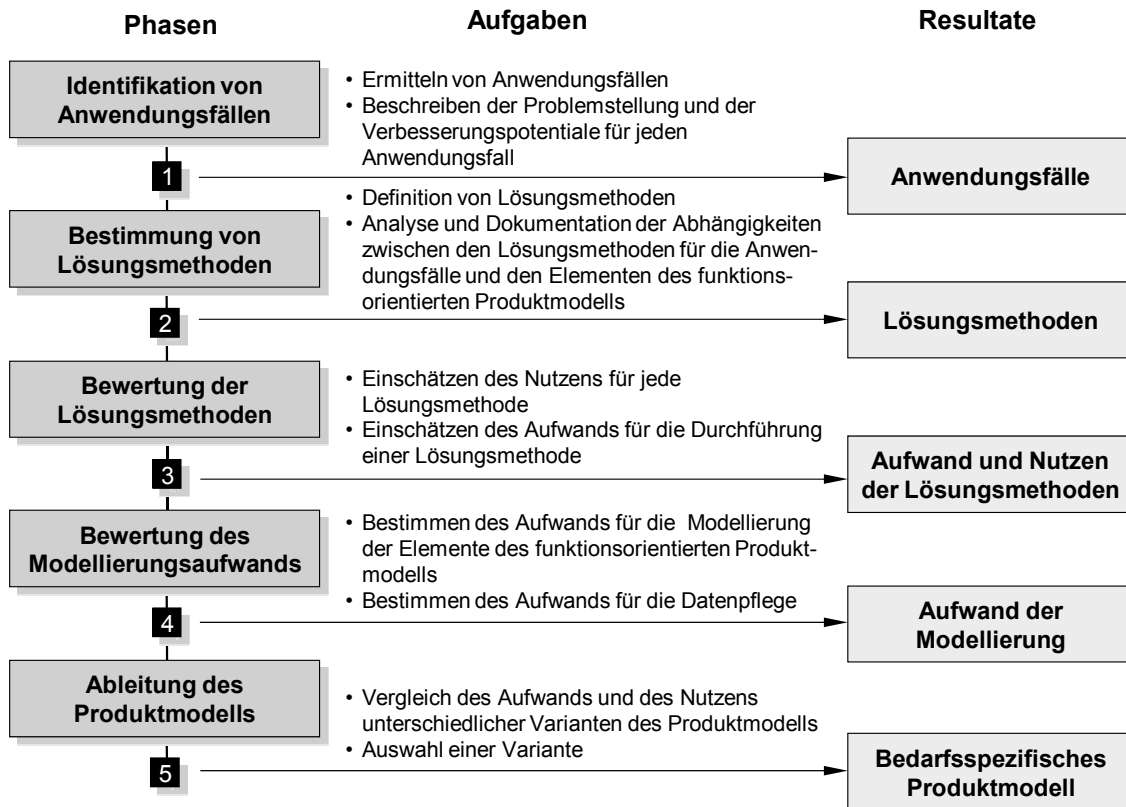 Phasen
Aufgaben
Resultate
Identifikation von
Anwendungsfällen
• Ermitteln von Anwendungsfällen
• Beschreiben der Problemstellung und der
Verbesserungspotentiale für jeden
Anwendungsfall
1
Anwendungsfälle
Bestimmung von
Lösungsmethoden
• Definition von Lösungsmethoden
• Analyse und Dokumentation der Abhängigkeiten
zwischen den Lösungsmethoden für die Anwen-
dungsfälle und den Elementen des funktions-
orientierten Produktmodells
2
Lösungsmethoden
Bewertung der
Lösungsmethoden
• Einschätzen des Nutzens für jede
Lösungsmethode
• Einschätzen des Aufwands für die Durchführung
einer Lösungsmethode
3
Aufwand und Nutzen
der Lösungsmethoden
Bewertung des
Modellierungsaufwands
• Bestimmen des Aufwands für die Modellierung
der Elemente des funktionsorientierten Produkt-
modells
• Bestimmen des Aufwands für die Datenpflege
4
Aufwand der
Modellierung
Ableitung des
Produktmodells
• Vergleich des Aufwands und des Nutzens
unterschiedlicher Varianten des Produktmodells
• Auswahl einer Variante
5
Bedarfsspezifisches
Produktmodell